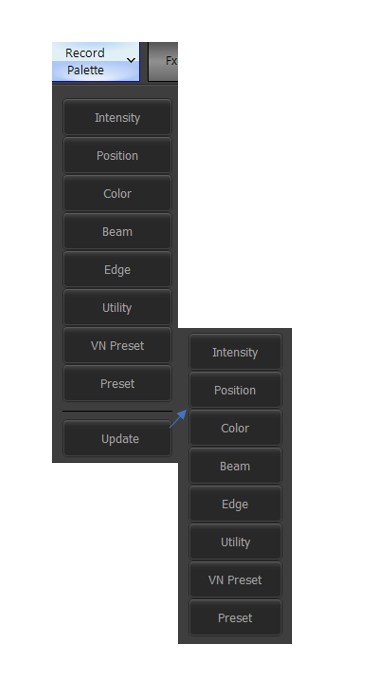 Record
Palette
Fx
Intensity
Position
Color
Beam
Edge
Utility
VN Preset
Preset
Update
Intensity
Position
Color
Beam
Edge
Utility
VN Preset
Preset